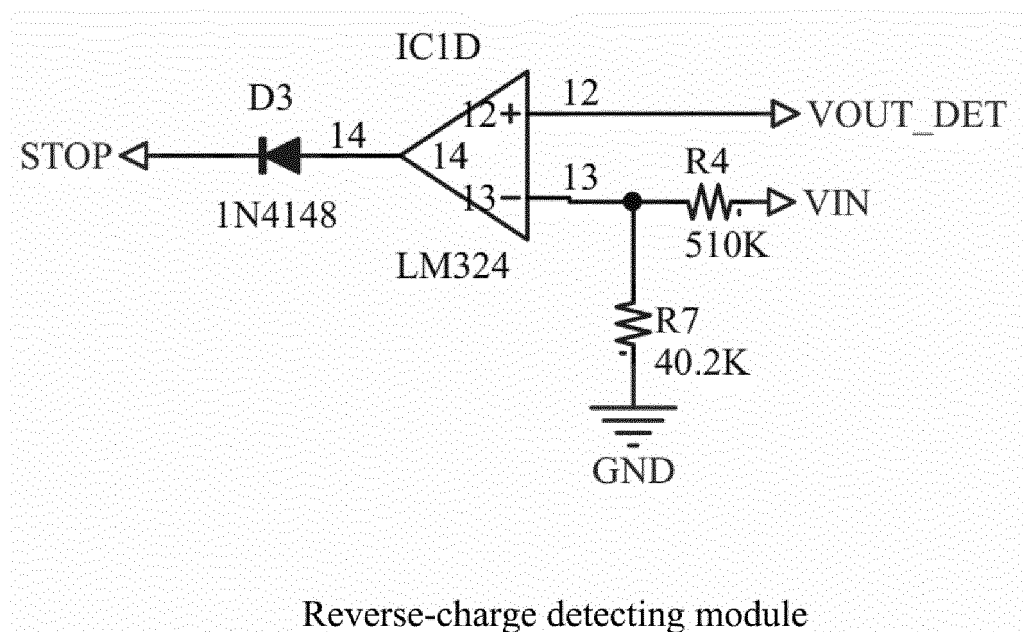 IC1D
D3
12
12+
VOUT_DET
14
14
STOP
13
13−
R4
VIN
1N4148
510K
LM324
R7
40.2K
GND
Reverse-charge detecting module